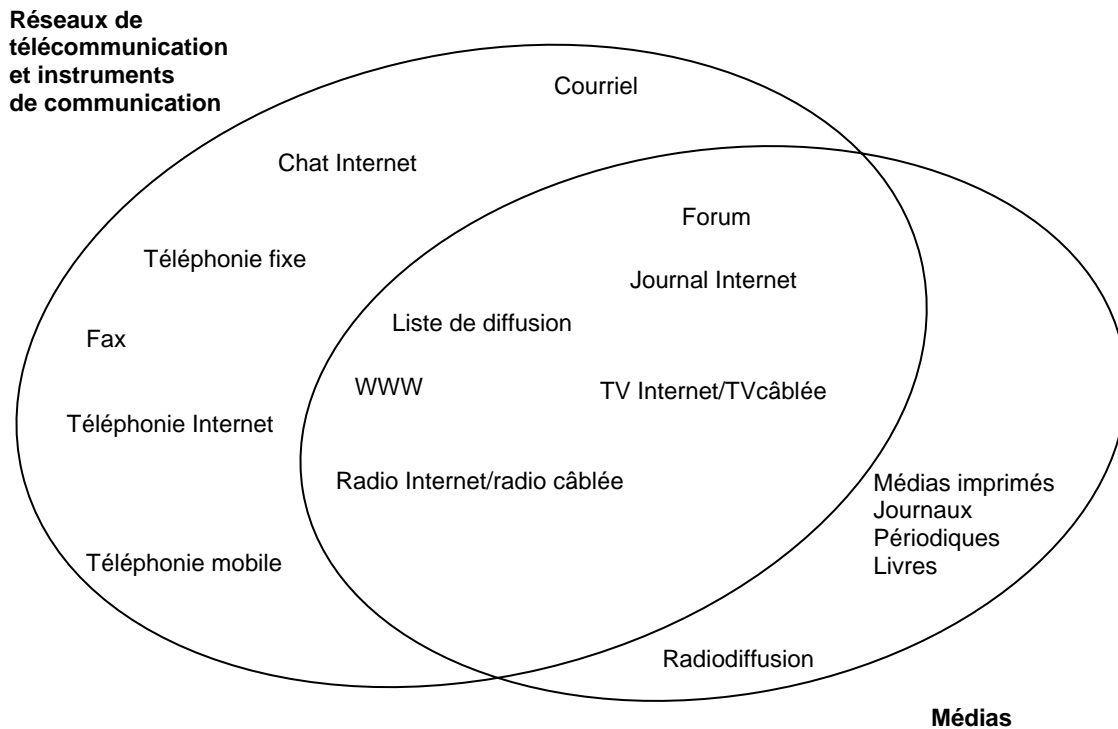 Réseaux de
télécommunication
et instruments
de communication
Courriel
Chat Internet
Forum
Téléphonie fixe
Journal Internet
Liste de diffusion
Fax
WWW
TV Internet/TVcâblée
Téléphonie Internet
Radio Internet/radio câblée
Médias imprimés
Journaux
Périodiques
Livres
Téléphonie mobile
Radiodiffusion
Médias